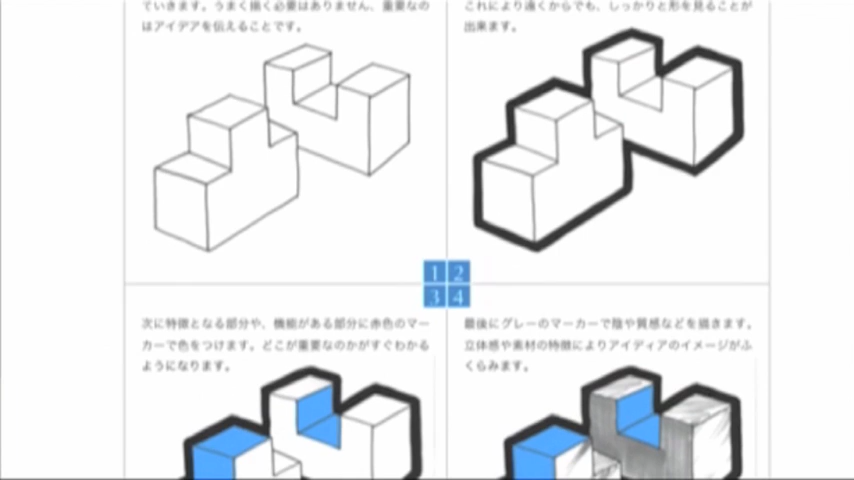 ていきます。うまく描く必要はありません、重要なの
はアイデアを伝えることです。
これにより遠くからでも、しっかりと形を見ることが
出来ます。
1 2
3 4
次に特徴となる部分や、機能がある部分に赤色のマー
カーで色をつけます。どこが重要なのかがすぐわかる
ようになります。
最後にグレーのマーカーで陰や質感などを描きます。
立体感や素材の特徴によりアイディアのイメージがふ
くらみます。